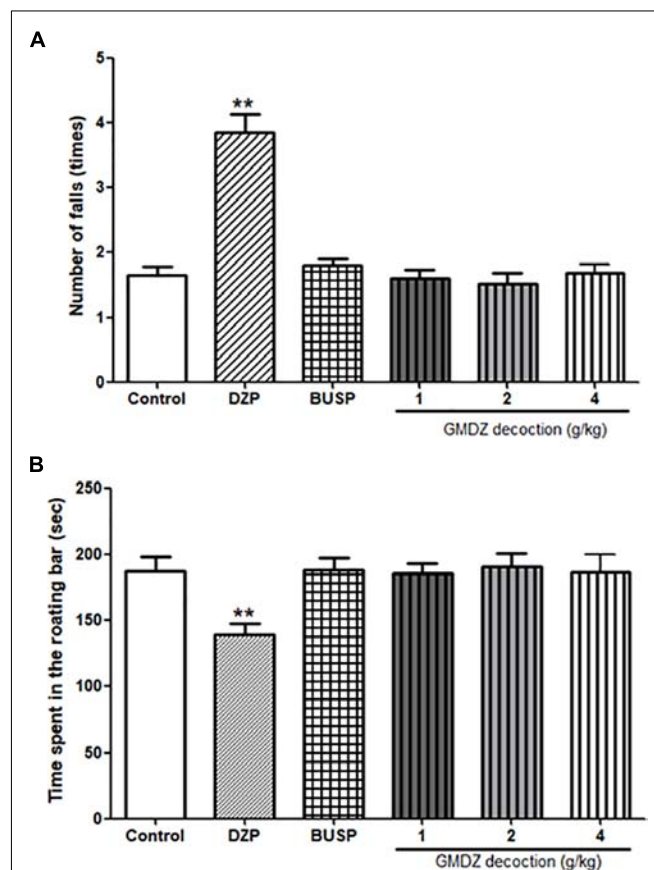 A
Number of falls (times)
5
4
3
2
1
0
**
Control DZP BUSP 1 2 4
GMDZ decoction (g/kg)
B
Time spent in the roating bar (sec)
250
200
150
100
50
0
**
Control DZP BUSP 1 2 4
GMDZ decoction (g/kg)